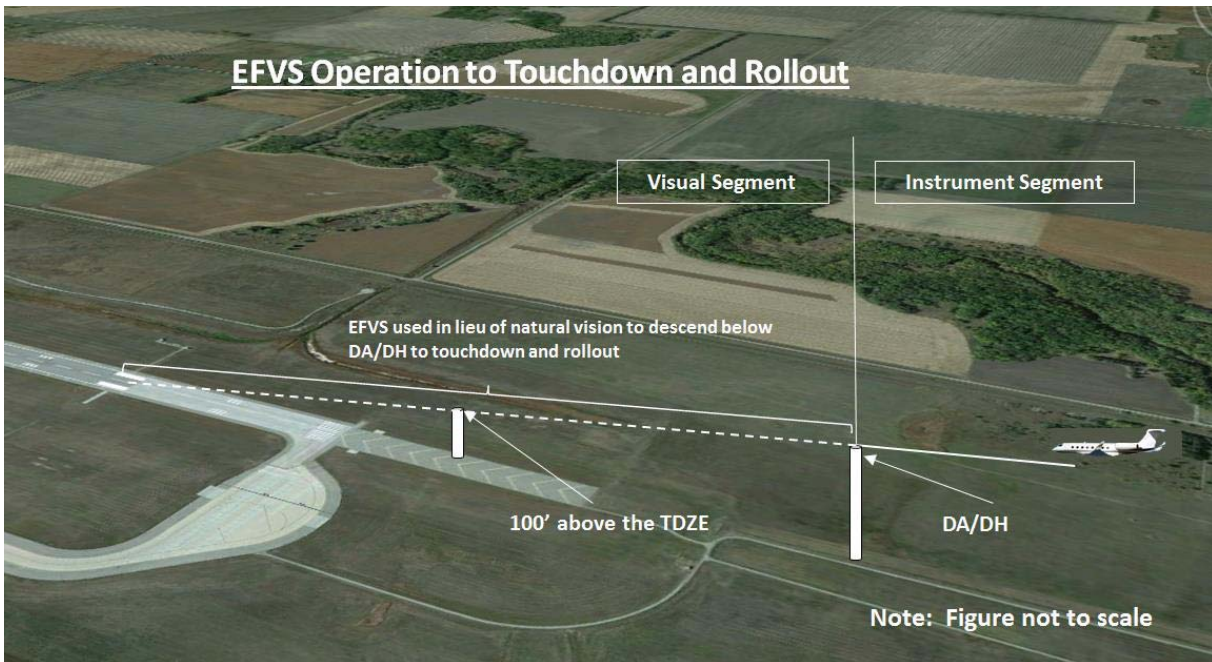 EFVS Operation to Touchdown and Rollout
Visual Segment
Instrument Segment
EFVS used in lieu of natural vision to descend below
DA/DH to touchdown and rollout
100’ above the TDZE
DA/DH
Note:  Figure not to scale